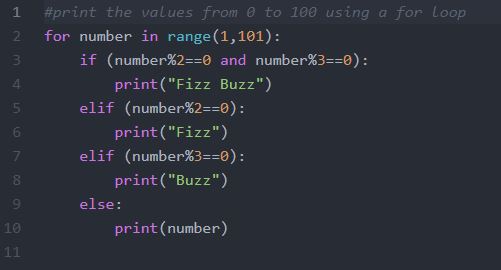 1 #print the values from 0 to 100 using a for loop
2 for number in range(1,101):
3     if (number%2==0 and number%3==0):
4         print("Fizz Buzz")
5     elif (number%2==0):
6         print("Fizz")
7     elif (number%3==0):
8         print("Buzz")
9     else:
10         print(number)
11